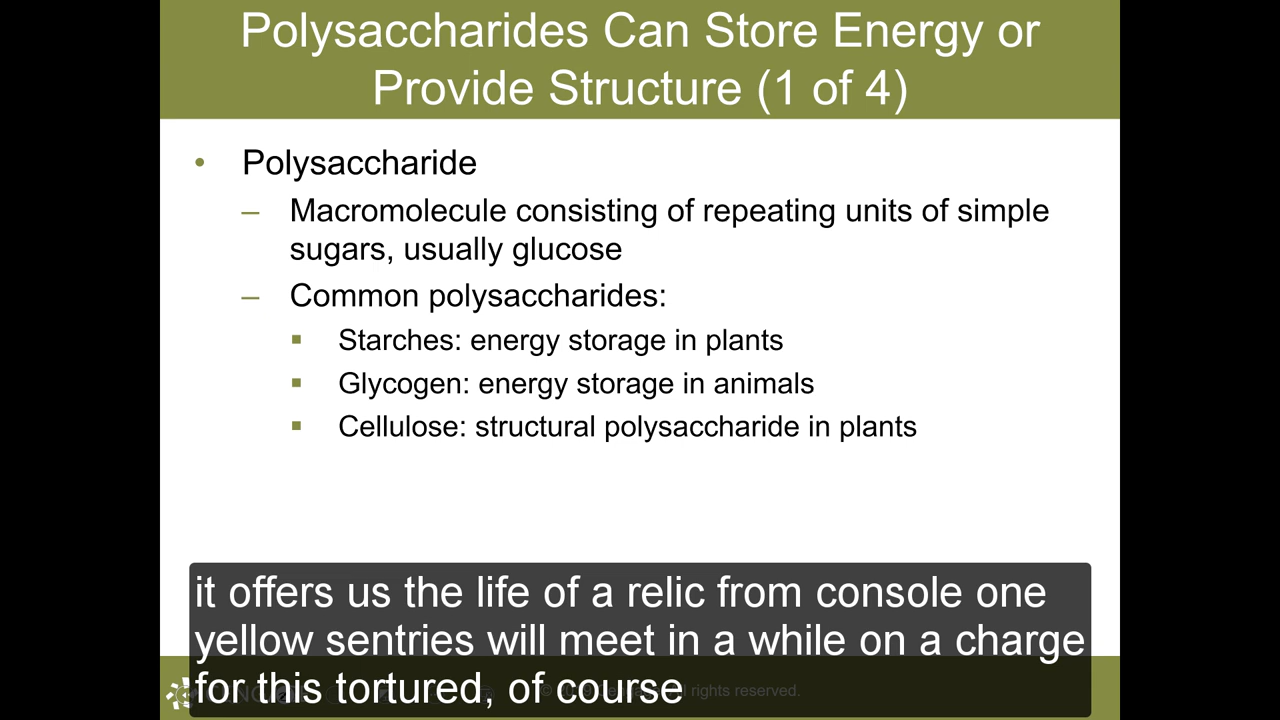 Polysaccharides Can Store Energy or
Provide Structure (1 of 4)
• Polysaccharide
– Macromolecule consisting of repeating units of simple
sugars, usually glucose
– Common polysaccharides:
▪ Starches: energy storage in plants
▪ Glycogen: energy storage in animals
▪ Cellulose: structural polysaccharide in plants
it offers us the life of a relic from console one
yellow sentries will meet in a while on a charge
for this tortured, of course
rights reserved.